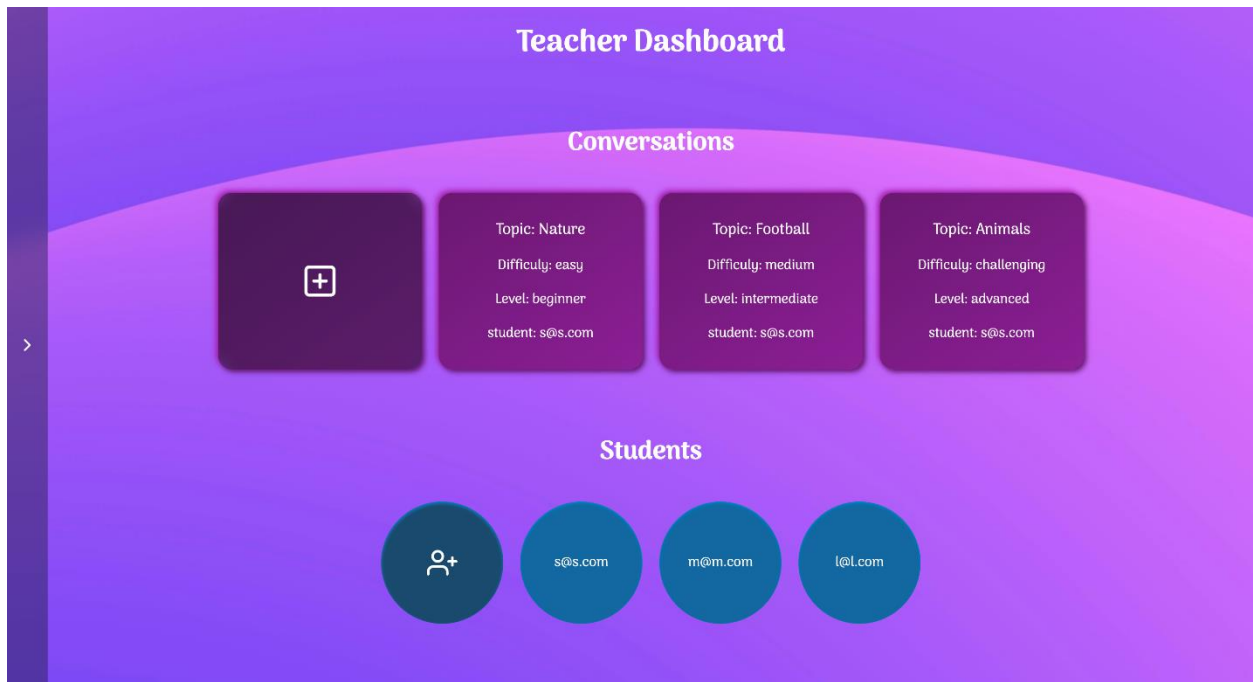 Teacher Dashboard
Conversations
Topic: Nature
Difficuly: easy
Level: beginner
student: s@s.com
Topic: Football
Difficuly: medium
Level: intermediate
student: s@s.com
Topic: Animals
Difficuly: challenging
Level: advanced
student: s@s.com
Students
s@s.com
m@m.com
l@l.com